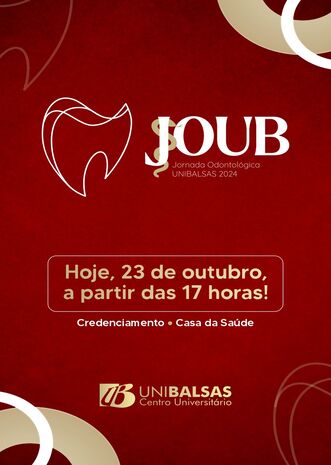 JOUB
Jornada Odontológica
UNIBALSAS 2024
Hoje, 23 de outubro,
a partir das 17 horas!
Credenciamento • Casa da Saúde
UNIBALSAS
Centro Universitário